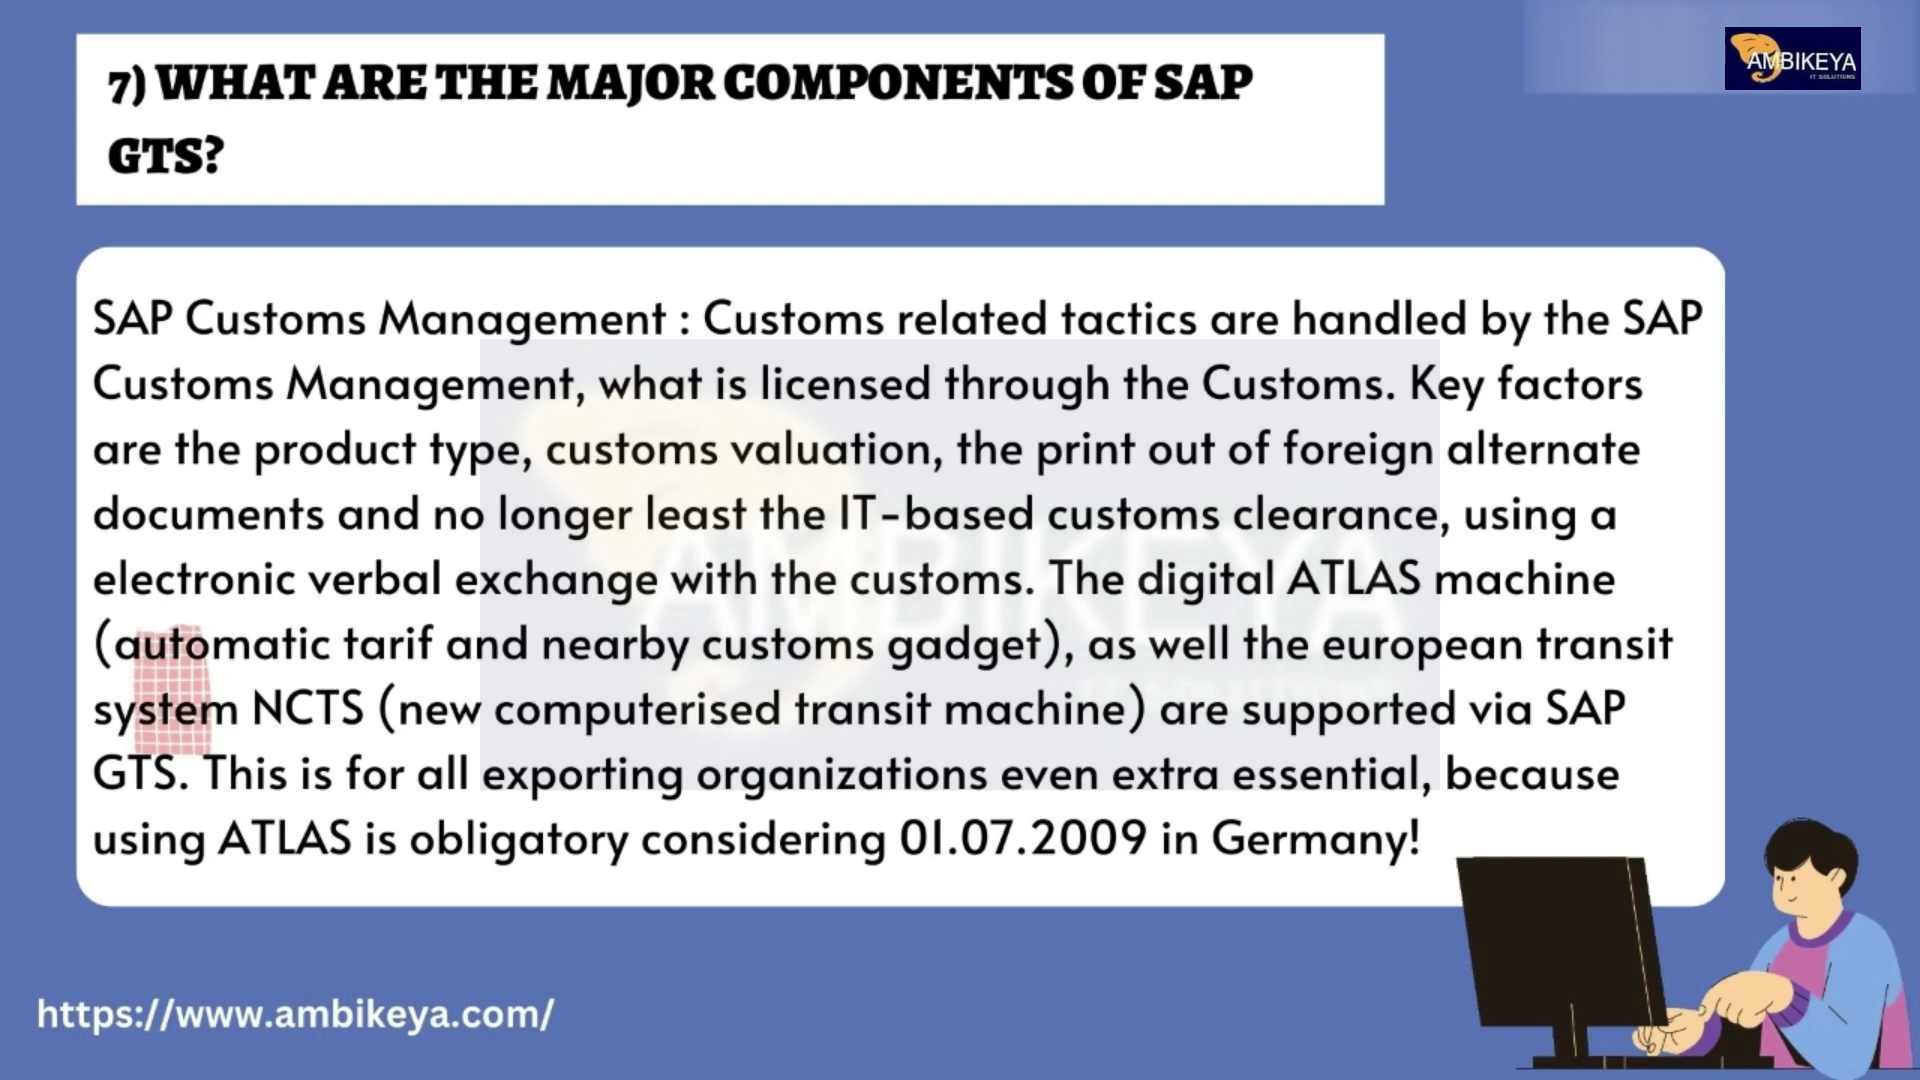 7) WHAT ARE THE MAJOR COMPONENTS OF SAP
GTS?
AMBIKEYA
IT SOLUTIONS
SAP Customs Management : Customs related tactics are handled by the SAP
Customs Management, what is licensed through the Customs. Key factors
are the product type, customs valuation, the print out of foreign alternate
documents and no longer least the IT-based customs clearance, using a
electronic verbal exchange with the customs. The digital ATLAS machine
(automatic tarif and nearby customs gadget), as well the european transit
system NCTS (new computerised transit machine) are supported via SAP
GTS. This is for all exporting organizations even extra essential, because
using ATLAS is obligatory considering 01.07.2009 in Germany!
AMBIKEYA
https://www.ambikeya.com/